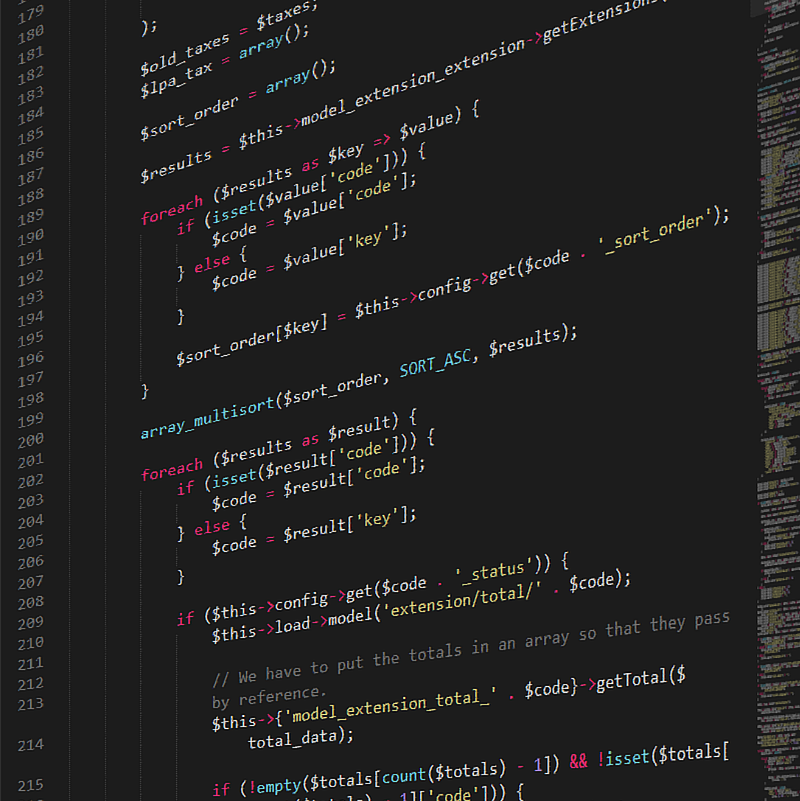 179
180
181
182
183
184
185
186
187
188
189
190
191
192
193
194
195
196
197
198
199
200
201
202
203
204
205
206
207
208
209
210
211
212
213
214
215
);
$old_taxes = $taxes;
$lpa_tax = array();
$sort_order = array();
$results = $this->model_extension_extension->getExtensions(
foreach ($results as $key => $value) {
if (isset($value['code'])) {
$code = $value['code'];
} else {
$code = $value['key'];
}
$sort_order[$key] = $this->config->get($code . '_sort_order');
}
array_multisort($sort_order, SORT_ASC, $results);
foreach ($results as $result) {
if (isset($result['code'])) {
$code = $result['code'];
} else {
$code = $result['key'];
}
if ($this->config->get($code . '_status')) {
$this->load->model('extension/total/' . $code);
// We have to put the totals in an array so that they pass
by reference.
$this->{'model_extension_total_' . $code}->getTotal($
total_data);
if (!empty($totals[count($totals) - 1]) && !isset($totals[
1]['code'])) {